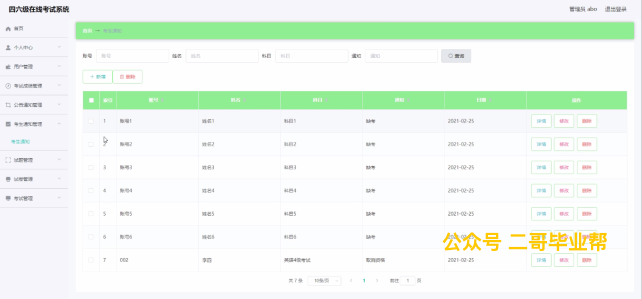 四六级在线考试系统
管理员 abo 退出登录
首页
个人中心
用户管理
考试成绩管理
公告通知管理
考生通知管理
考生通知
试题管理
试卷管理
考试管理
首页 考生通知
账号 账号 姓名 姓名 科目 科目 通知 通知 查询
+ 新增 删除
索引 账号 姓名 科目 通知 日期 操作
1 账号1 姓名1 科目1 缺考 2021-02-25 详情 修改 删除
2 账号2 姓名2 科目2 缺考 2021-02-25 详情 修改 删除
3 账号3 姓名3 科目3 缺考 2021-02-25 详情 修改 删除
4 账号4 姓名4 科目4 缺考 2021-02-25 详情 修改 删除
5 账号5 姓名5 科目5 缺考 2021-02-25 详情 修改 删除
6 账号6 姓名6 科目6 缺考 2021-02-25 详情 修改 删除
7 002 李四 英语4级考试 取消资格 2021-02-25 详情 修改 删除
公众号 二哥毕业帮
共 7 条 10条/页 1 前往 1 页